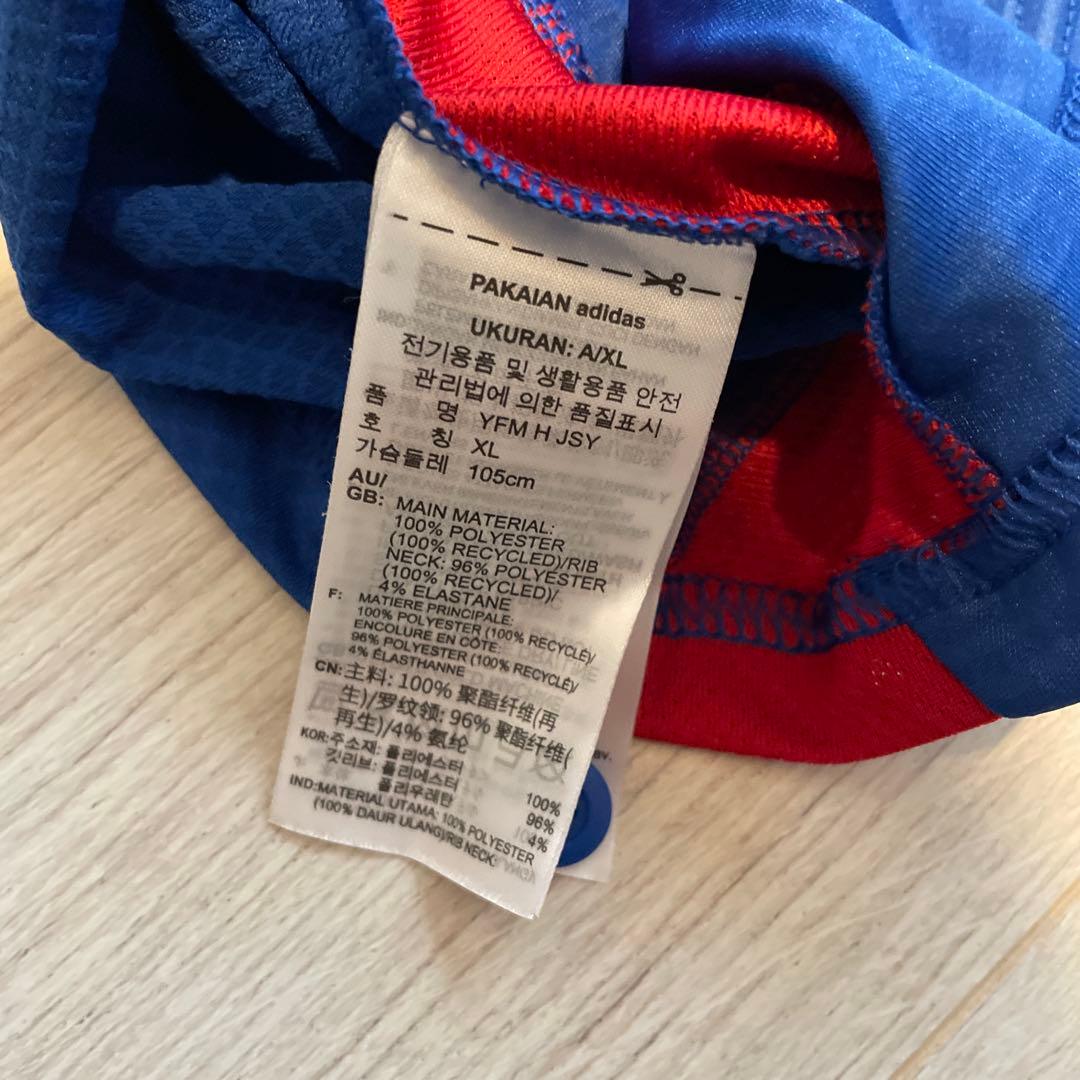 PAKAIAN adidas
UKURAN: A/XL
전기용품 및 생활용품 안전
관리법에 의한 품질표시
품 명 YFM H JSY
호 칭 XL
가슴둘레 105cm
AU/
GB: MAIN MATERIAL:
100% POLYESTER
(100% RECYCLED)/RIB
NECK: 96% POLYESTER
(100% RECYCLED)/
4% ELASTANE
F: MATIERE PRINCIPALE:
100% POLYESTER (100% RECYCLÉ)/
ENCOLURE EN CÔTE:
96% POLYESTER (100% RECYCLÉ)/
4% ÉLASTHANNE
CN: 主料: 100% 聚酯纤维(再
生)/罗纹领: 96% 聚酯纤维(
再生)/4% 氨纶
KOR: 주소재: 폴리에스터 100%
깃리브: 폴리에스터 96%
폴리우레탄 4%
IND: MATERIAL UTAMA: 100% POLYESTER
(100% DAUR ULANG)/RIB NECK: